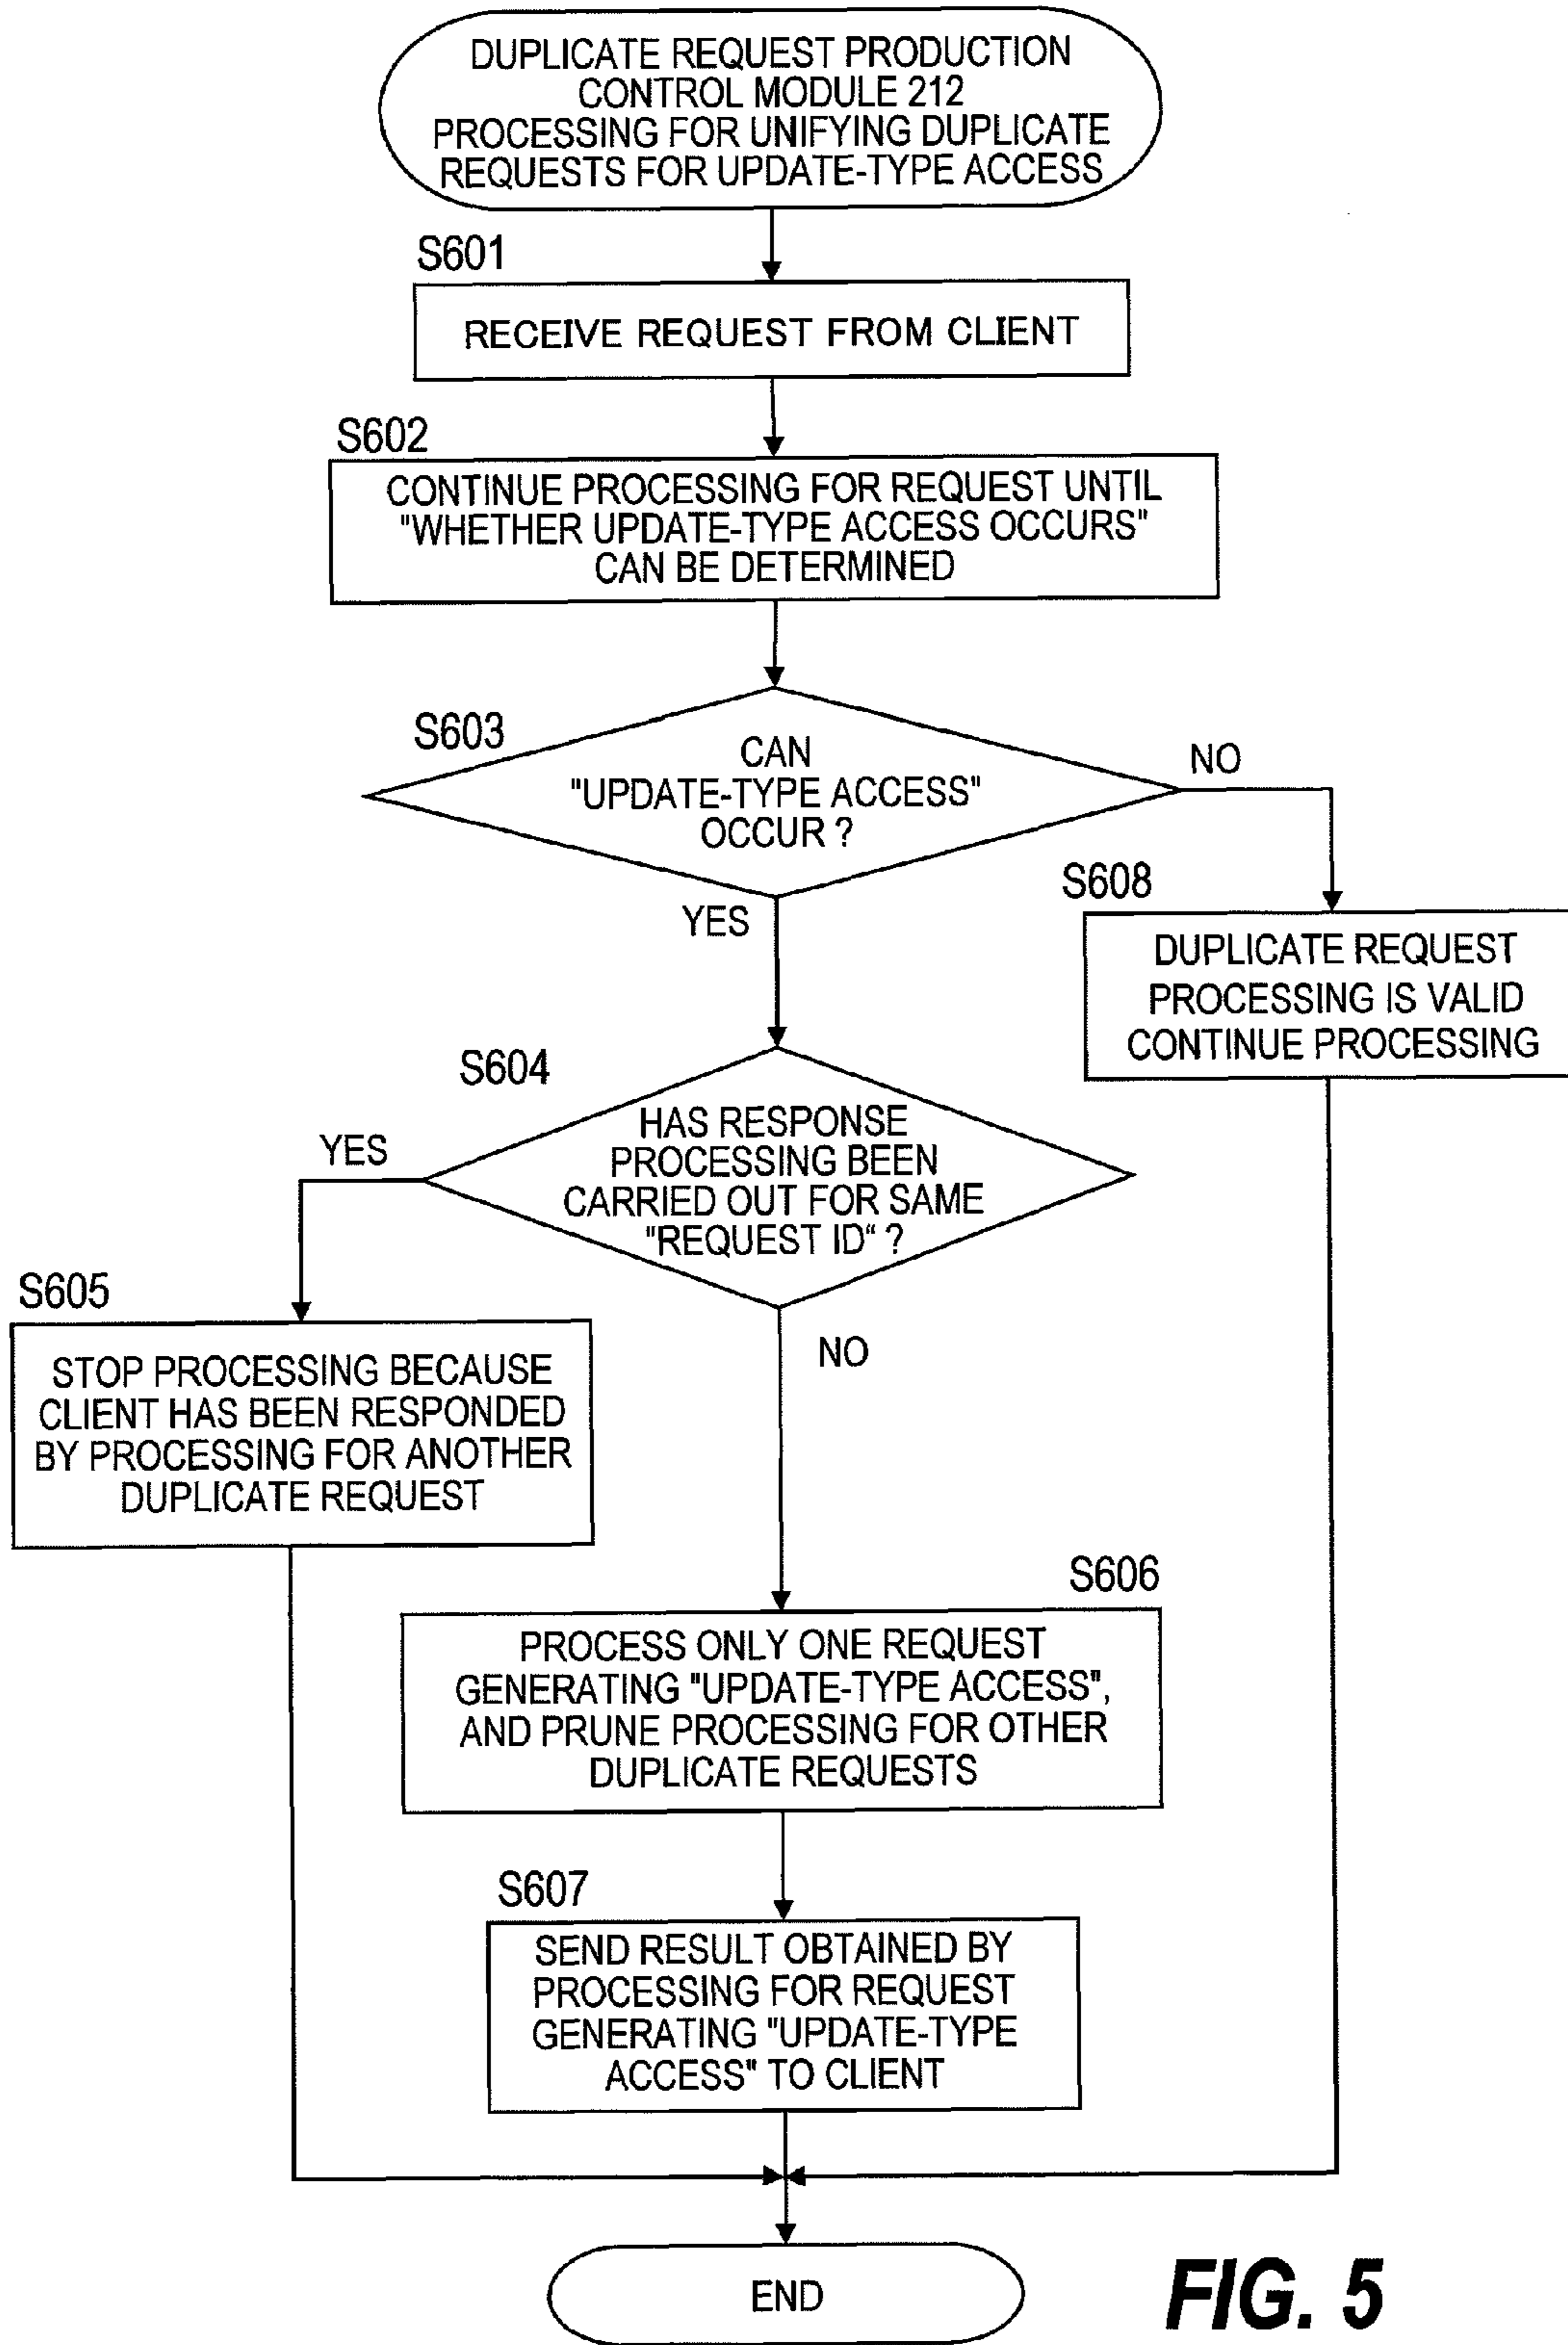 DUPLICATE REQUEST PRODUCTION
CONTROL MODULE 212
PROCESSING FOR UNIFYING DUPLICATE
REQUESTS FOR UPDATE-TYPE ACCESS
S601
RECEIVE REQUEST FROM CLIENT
S602
CONTINUE PROCESSING FOR REQUEST UNTIL
"WHETHER UPDATE-TYPE ACCESS OCCURS"
CAN BE DETERMINED
S603
CAN
"UPDATE-TYPE ACCESS"
OCCUR ?
NO
YES
S608
DUPLICATE REQUEST
PROCESSING IS VALID
CONTINUE PROCESSING
S604
HAS RESPONSE
PROCESSING BEEN
CARRIED OUT FOR SAME
"REQUEST ID" ?
YES
NO
S605
STOP PROCESSING BECAUSE
CLIENT HAS BEEN RESPONDED
BY PROCESSING FOR ANOTHER
DUPLICATE REQUEST
S606
PROCESS ONLY ONE REQUEST
GENERATING "UPDATE-TYPE ACCESS",
AND PRUNE PROCESSING FOR OTHER
DUPLICATE REQUESTS
S607
SEND RESULT OBTAINED BY
PROCESSING FOR REQUEST
GENERATING "UPDATE-TYPE
ACCESS" TO CLIENT
END
FIG. 5